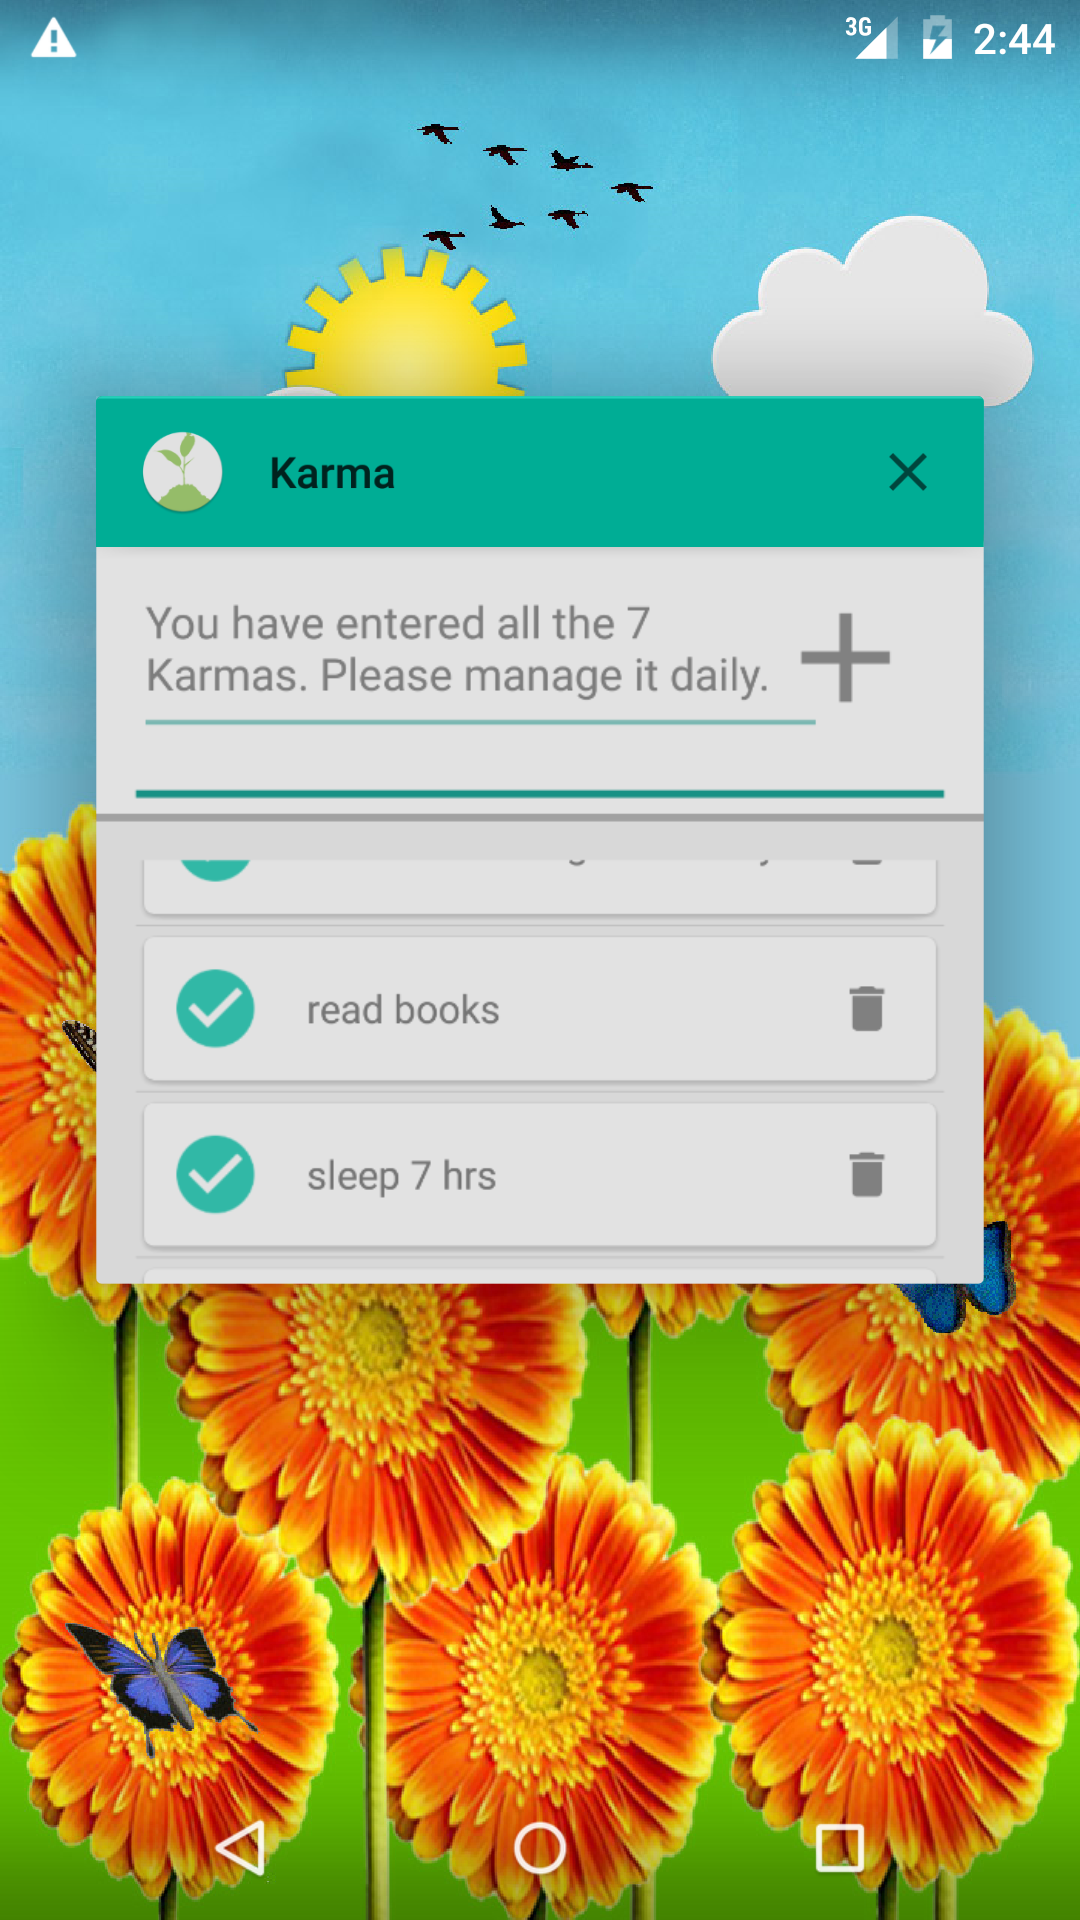 3G 2:44
Karma
You have entered all the 7
Karmas. Please manage it daily.
read books
sleep 7 hrs